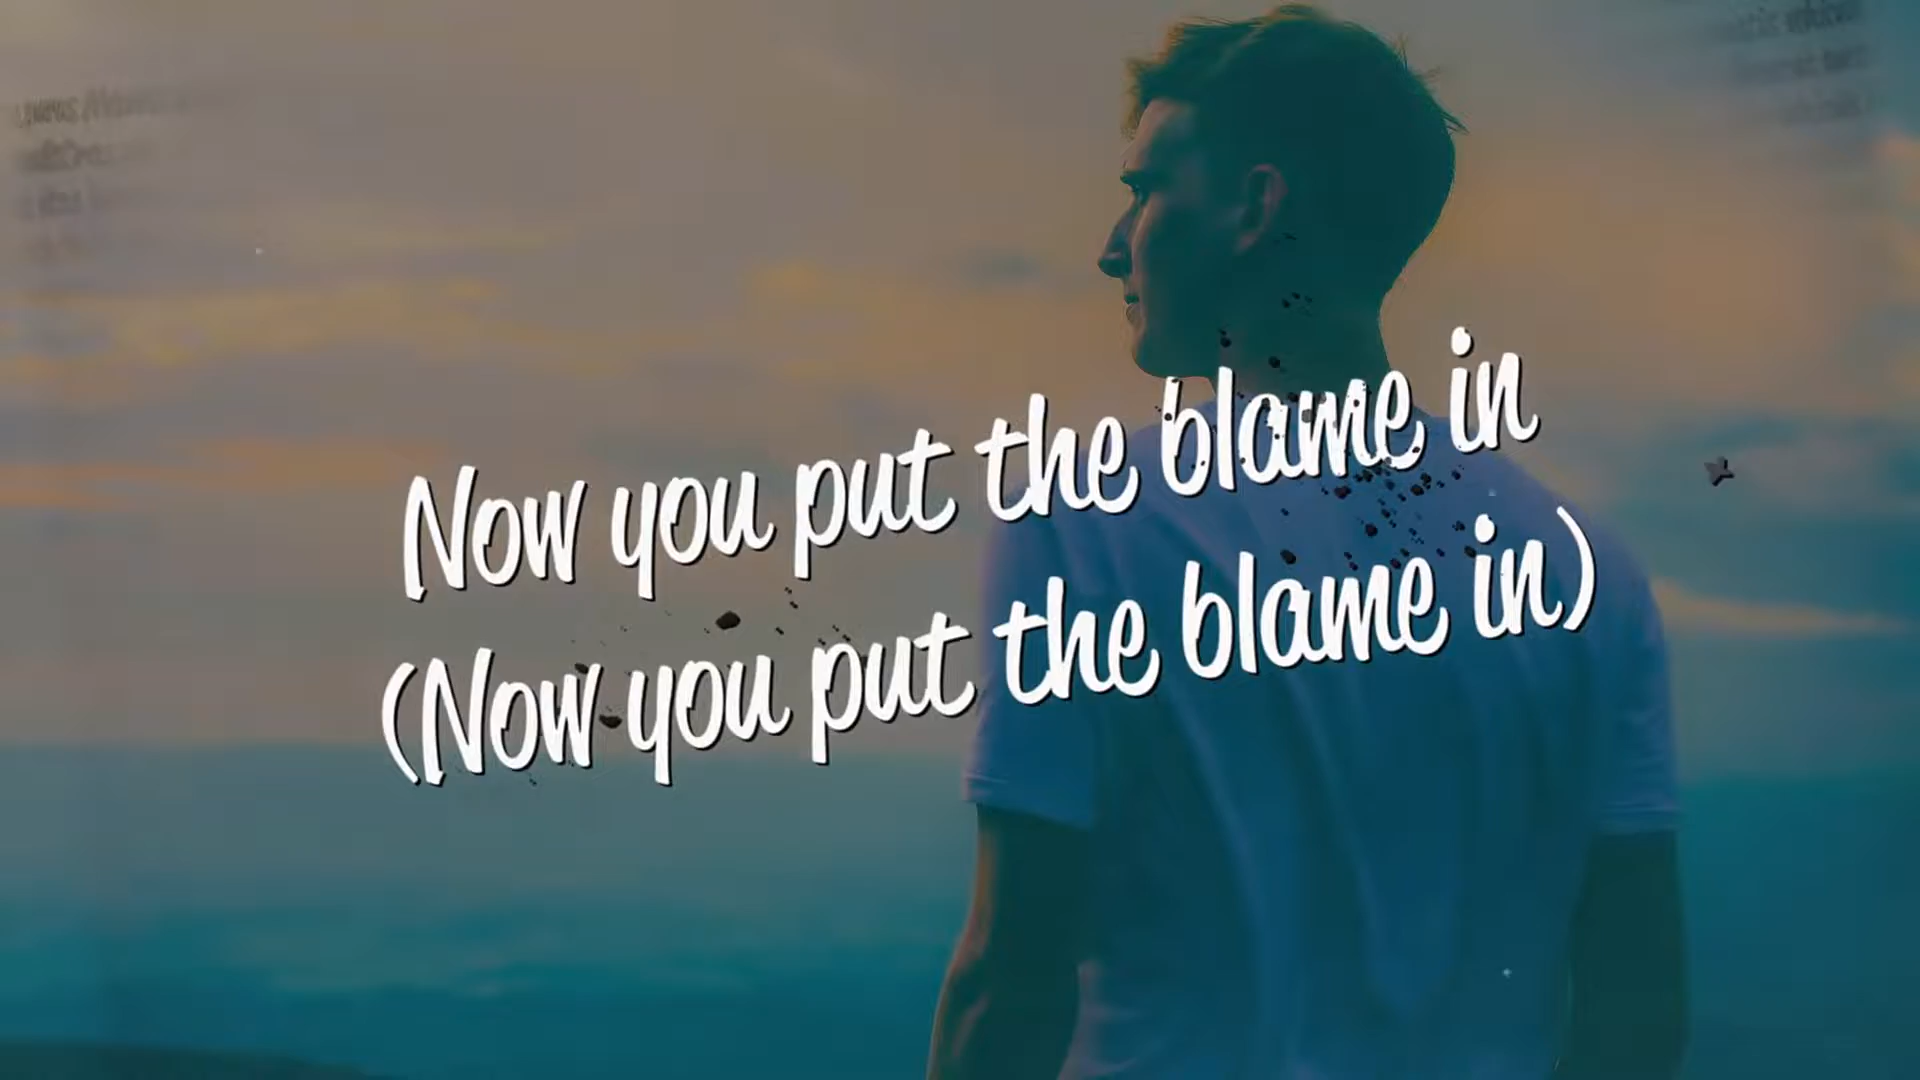 Now you put the blame in
(Now you put the blame in)